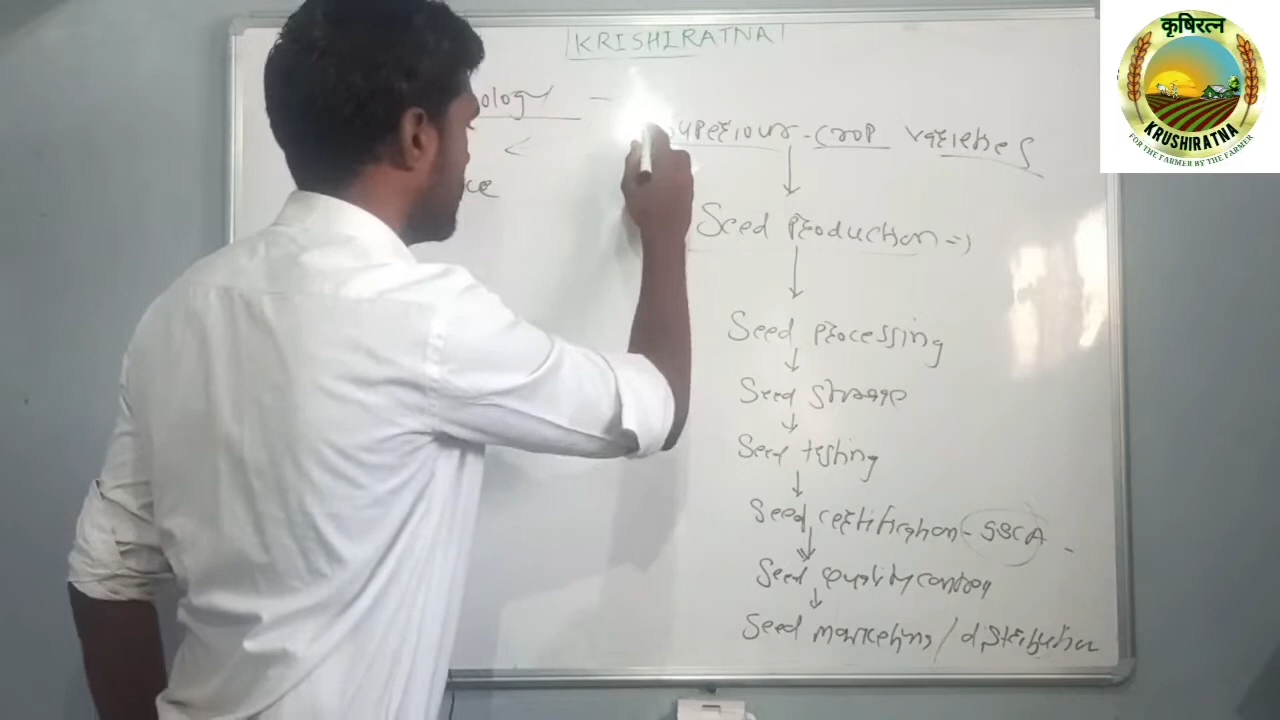 KRISHIRATNA
ology - superiour - crop varieties
ce
Seed production =>
Seed processing
Seed storage
Seed testing
Seed certification - SSCA -
Seed quality control
Seed marketing / distribution
कृषिरत्न
KRUSHIRATNA
FOR THE FARMER BY THE FARMER